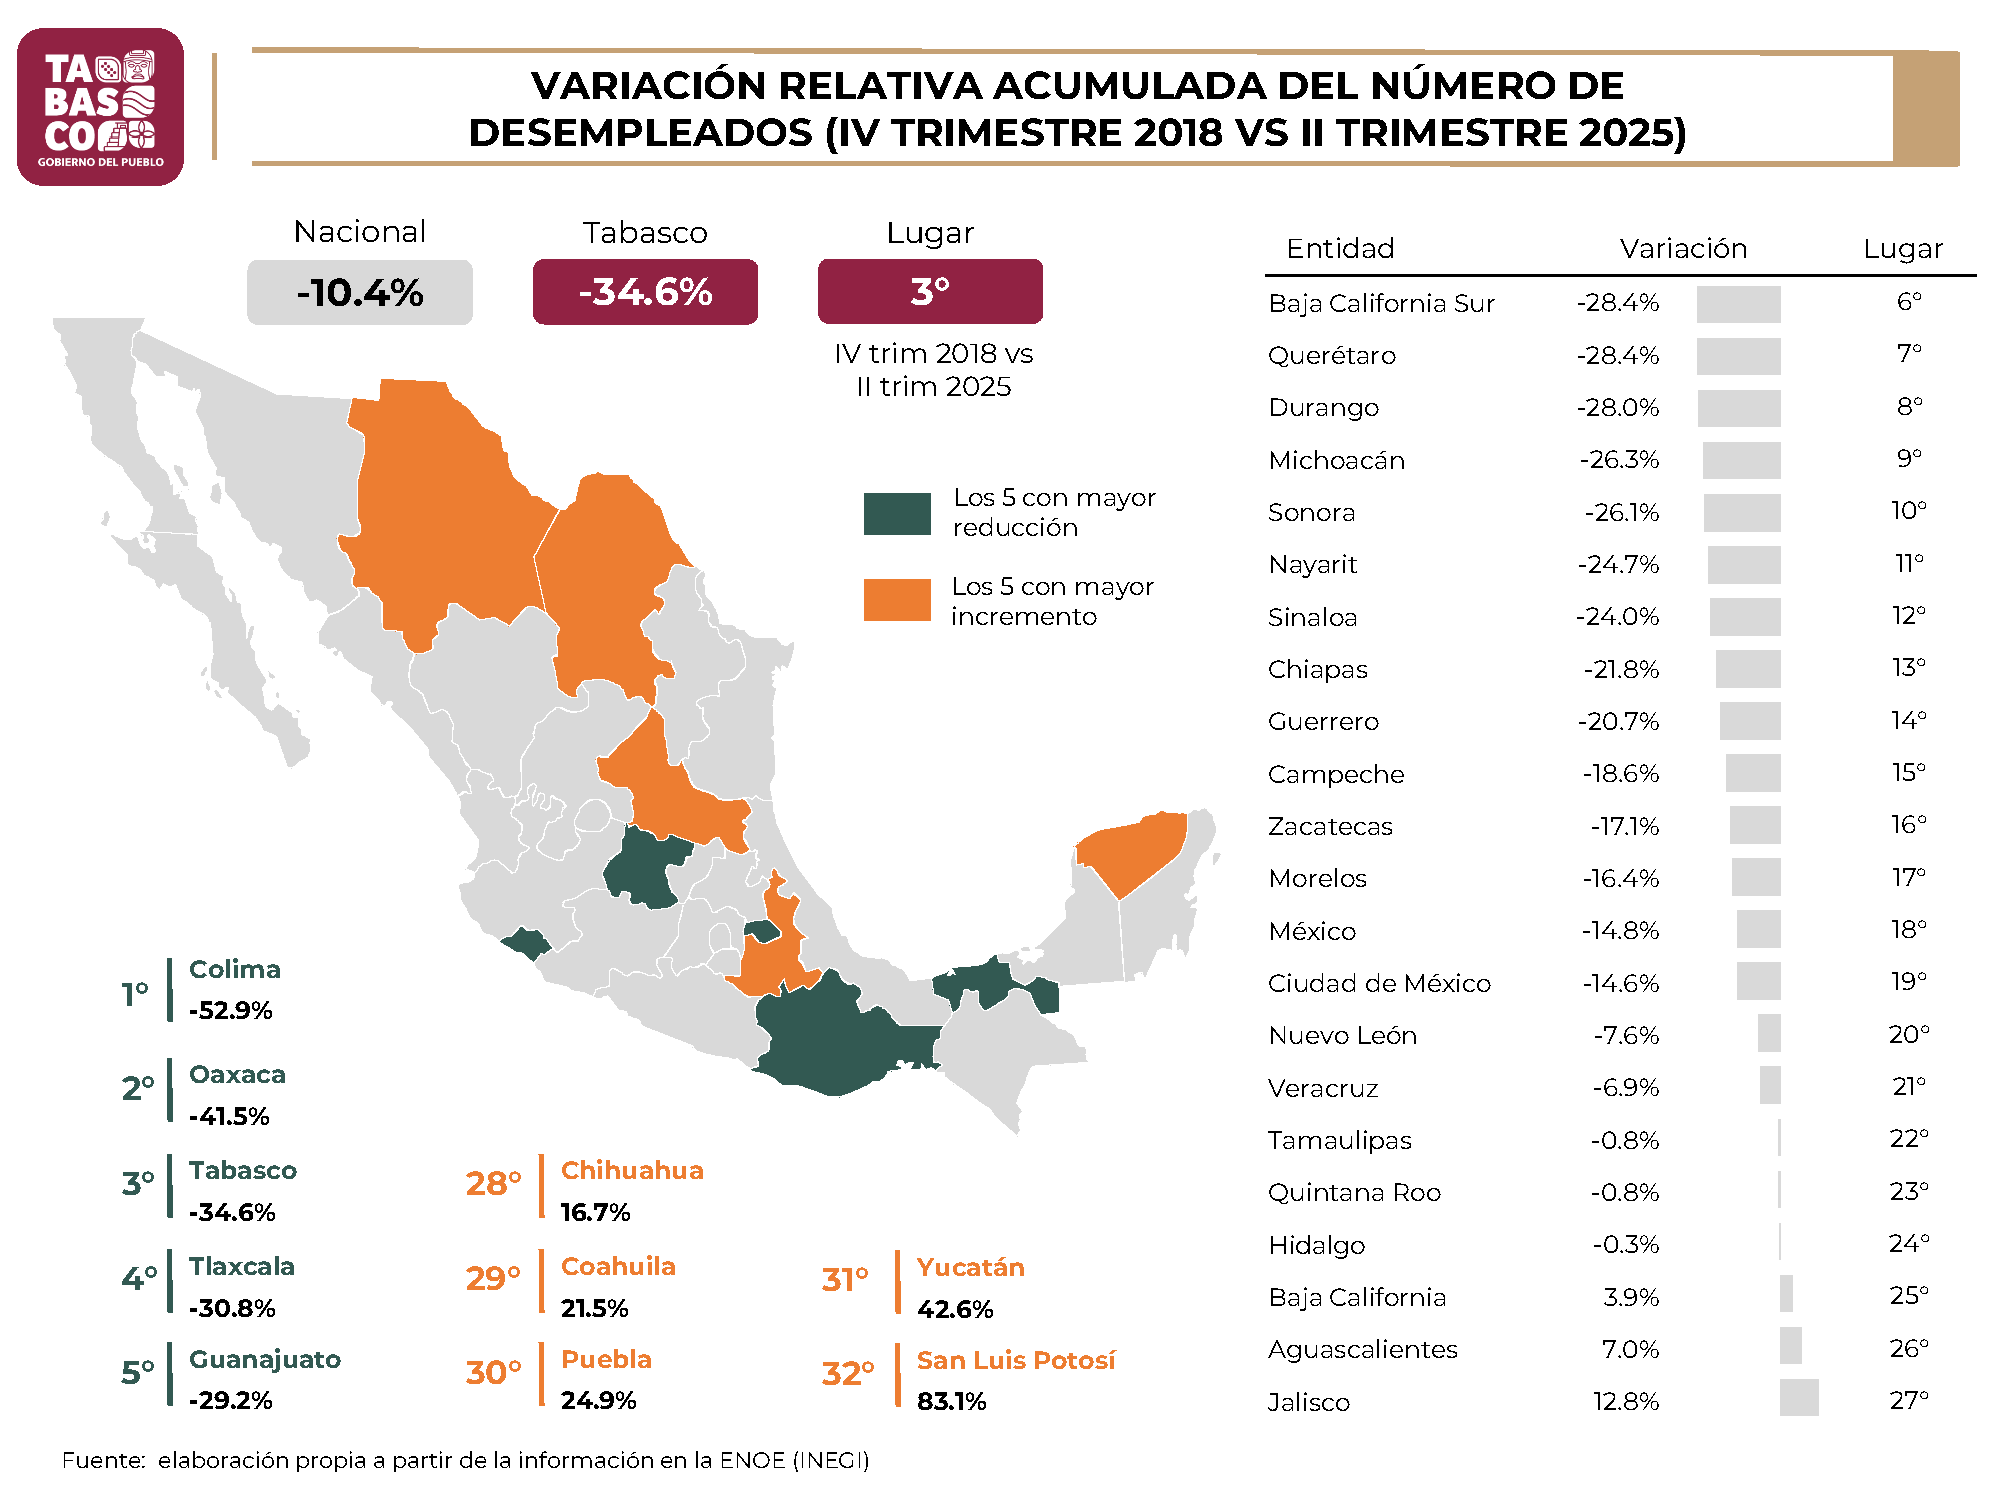 TA
BAS
CO
GOBIERNO DEL PUEBLO
VARIACIÓN RELATIVA ACUMULADA DEL NÚMERO DE
DESEMPLEADOS (IV TRIMESTRE 2018 VS II TRIMESTRE 2025)
Nacional
-10.4%
Tabasco
-34.6%
Lugar
3°
IV trim 2018 vs
II trim 2025
Los 5 con mayor
reducción
Los 5 con mayor
incremento
1° Colima
-52.9%
2° Oaxaca
-41.5%
3° Tabasco
-34.6%
4° Tlaxcala
-30.8%
5° Guanajuato
-29.2%
28° Chihuahua
16.7%
29° Coahuila
21.5%
30° Puebla
24.9%
31° Yucatán
42.6%
32° San Luis Potosí
83.1%
Entidad Variación Lugar
Baja California Sur -28.4% 6°
Querétaro -28.4% 7°
Durango -28.0% 8°
Michoacán -26.3% 9°
Sonora -26.1% 10°
Nayarit -24.7% 11°
Sinaloa -24.0% 12°
Chiapas -21.8% 13°
Guerrero -20.7% 14°
Campeche -18.6% 15°
Zacatecas -17.1% 16°
Morelos -16.4% 17°
México -14.8% 18°
Ciudad de México -14.6% 19°
Nuevo León -7.6% 20°
Veracruz -6.9% 21°
Tamaulipas -0.8% 22°
Quintana Roo -0.8% 23°
Hidalgo -0.3% 24°
Baja California 3.9% 25°
Aguascalientes 7.0% 26°
Jalisco 12.8% 27°
Fuente: elaboración propia a partir de la información en la ENOE (INEGI)